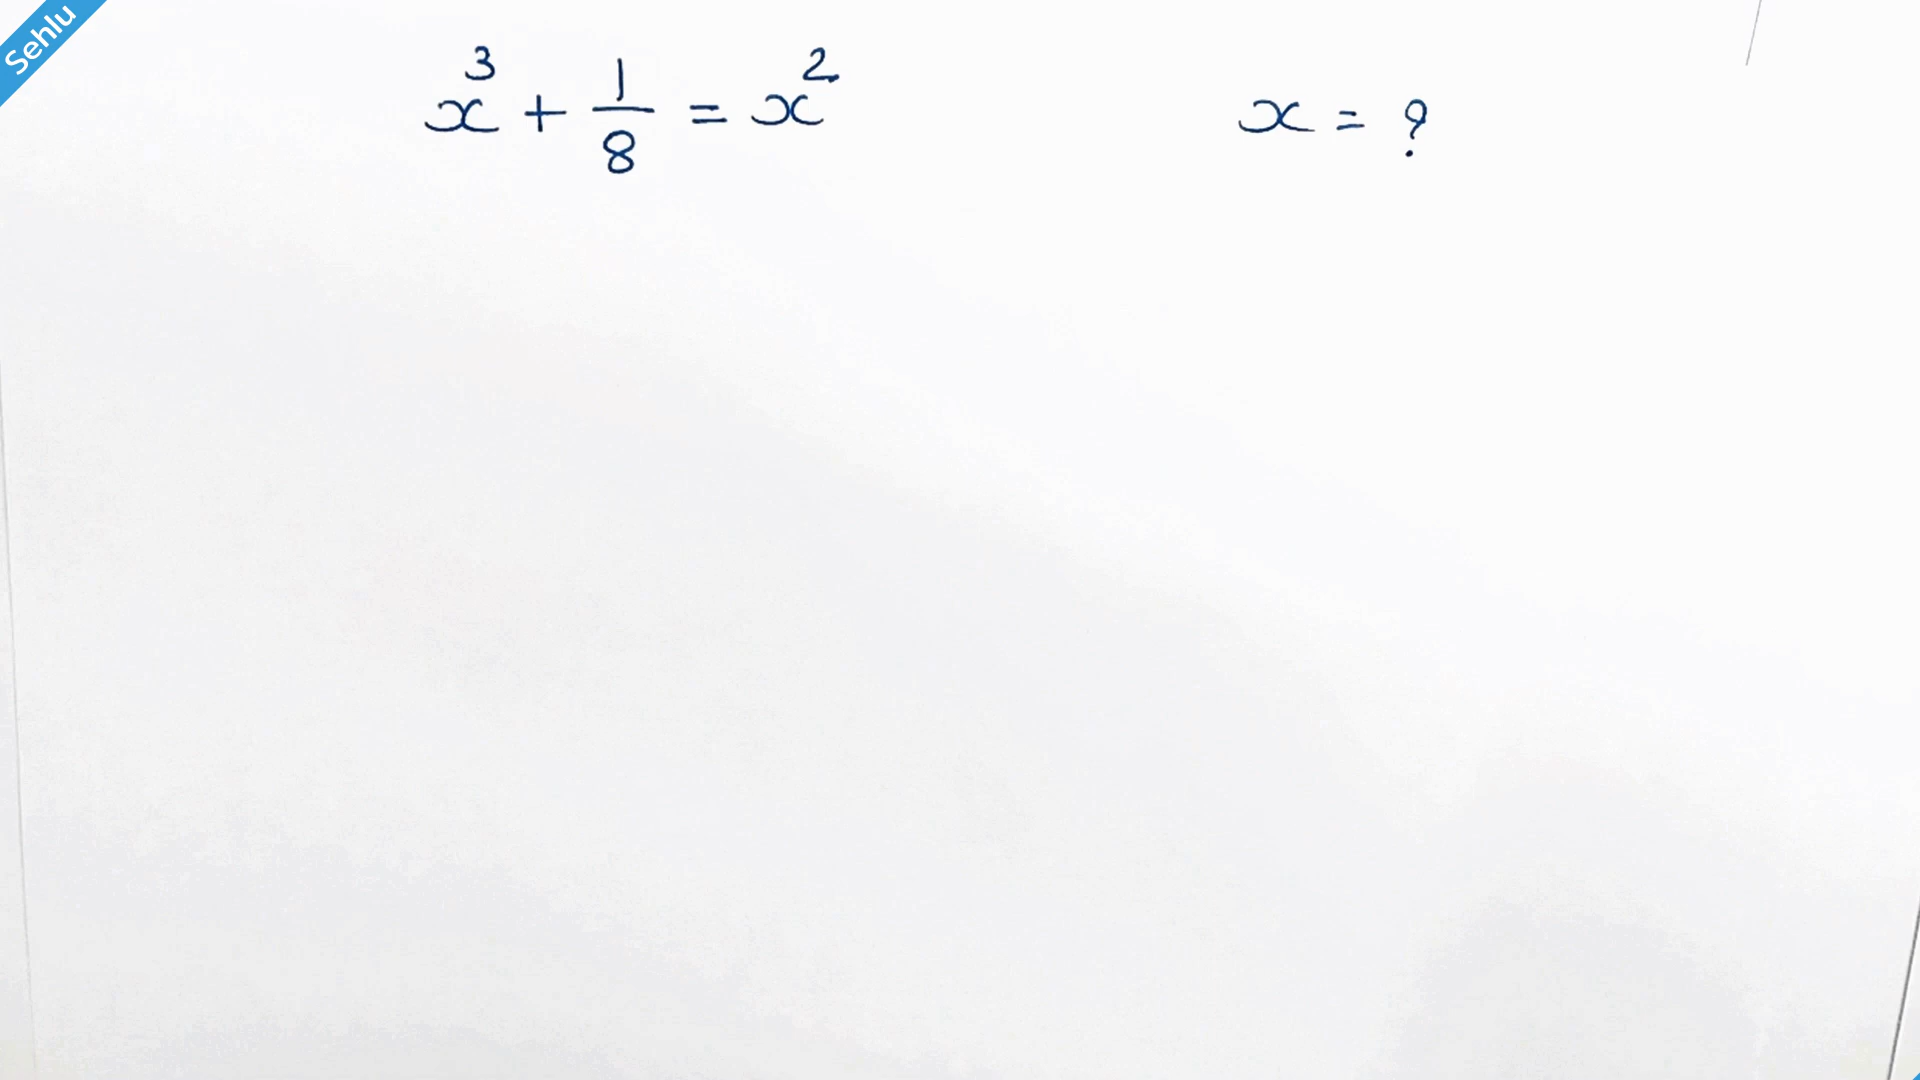 Sehlu
x³ + 1/8 = x²
x = ?